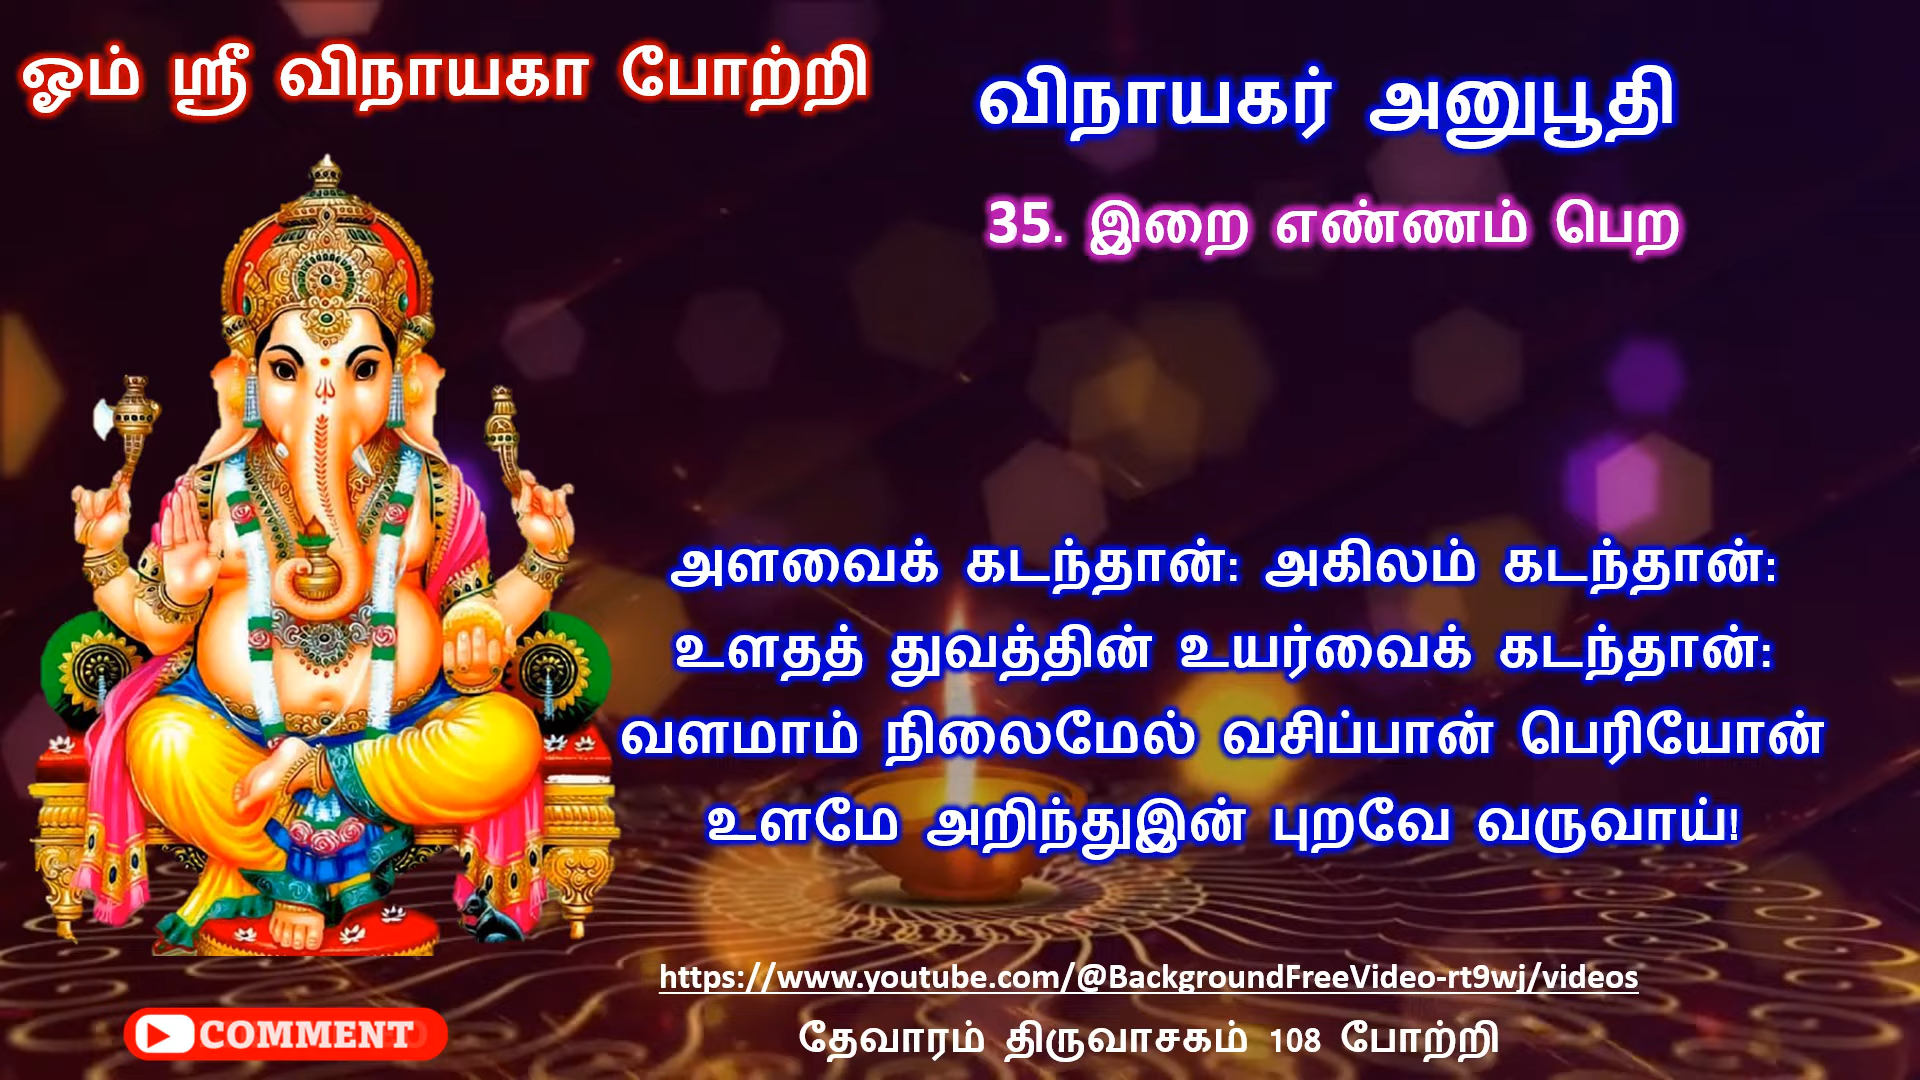 ஓம் ஸ்ரீ விநாயகா போற்றி
விநாயகர் அனுபூதி
35. இறை எண்ணம் பெற
அளவைக் கடந்தான்: அகிலம் கடந்தான்:
உளதத் துவத்தின் உயர்வைக் கடந்தான்:
வளமாம் நிலைமேல் வசிப்பான் பெரியோன்
உளமே அறிந்துஇன் புறவே வருவாய்!
https://www.youtube.com/@BackgroundFreeVideo-rt9wj/videos
தேவாரம் திருவாசகம் 108 போற்றி
COMMENT